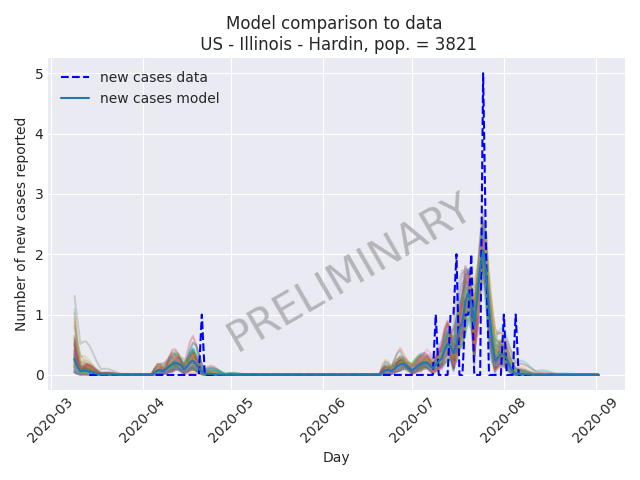 Model comparison to data
US - Illinois - Hardin, pop. = 3821
new cases data
new cases model
Number of new cases reported
5
4
3
2
1
0
PRELIMINARY
2020-03
2020-04
2020-05
2020-06
2020-07
2020-08
2020-09
Day